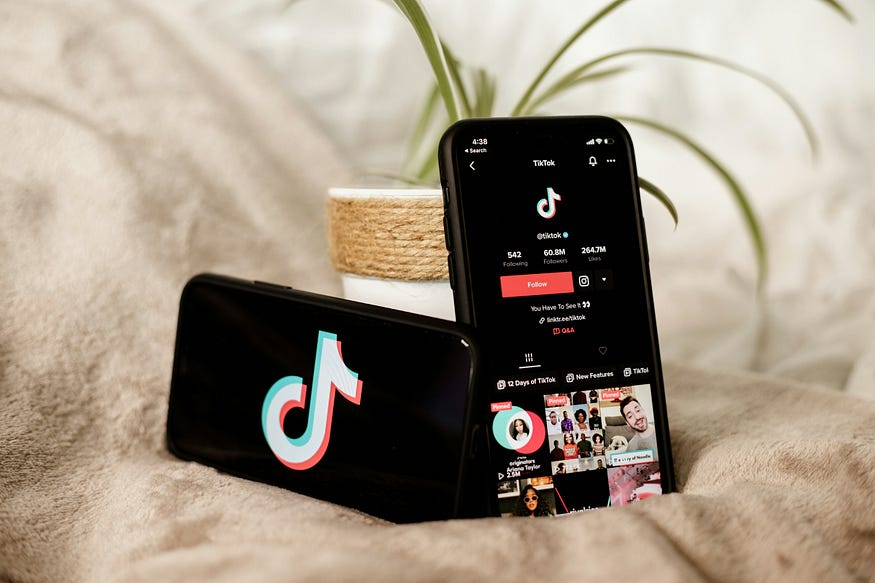 4:38
Search
TikTok
@tiktok
542
60.8M
264.7M
Following
Followers
Likes
Follow
You Have To See It 👀
linktr.ee/tiktok
Q&A
12 Days of TikTok
New Features
TikTo
Pinned
Pinned
Pinned
originators
Ariana Taylor
2.5M